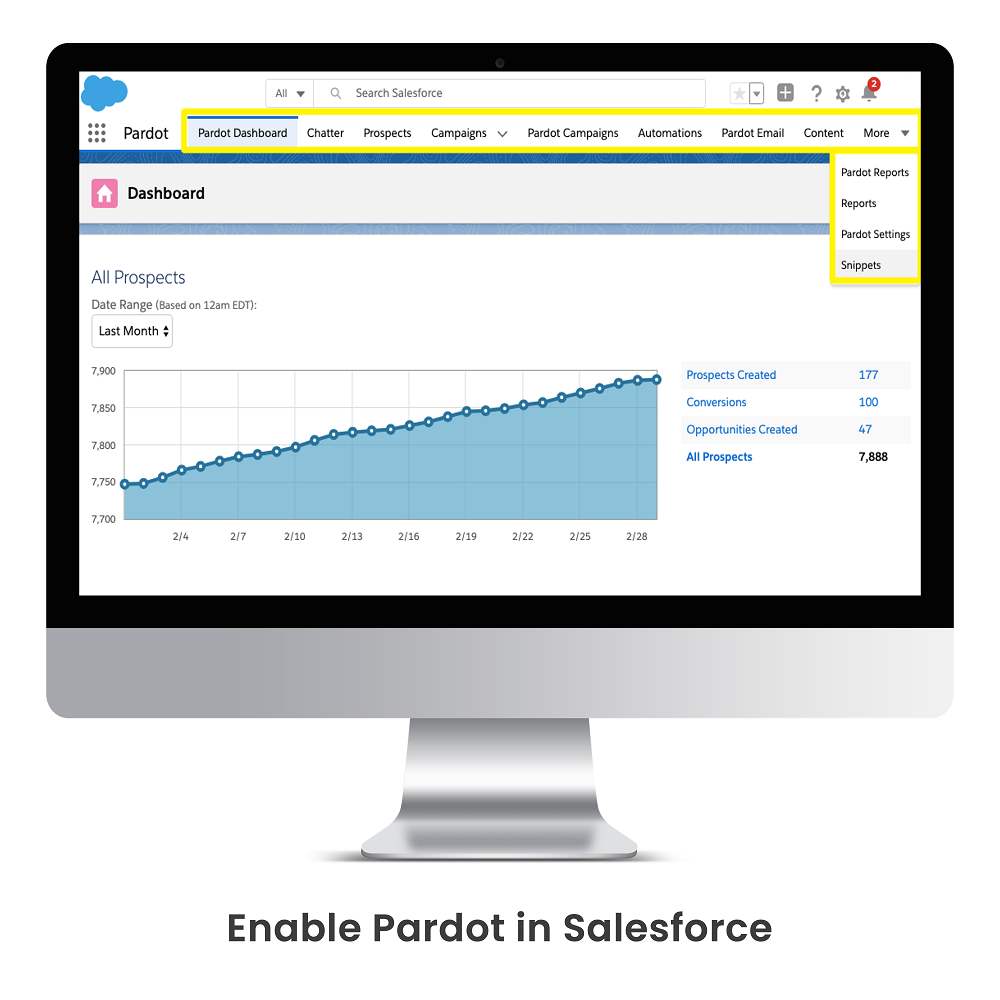 All
Search Salesforce
2
Pardot
Pardot Dashboard
Chatter
Prospects
Campaigns
Pardot Campaigns
Automations
Pardot Email
Content
More
Pardot Reports
Reports
Pardot Settings
Snippets
Dashboard
All Prospects
Date Range (Based on 12am EDT):
Last Month
7,900
7,850
7,800
7,750
7,700
2/4 2/7 2/10 2/13 2/16 2/19 2/22 2/25 2/28
Prospects Created 177
Conversions 100
Opportunities Created 47
All Prospects 7,888
Enable Pardot in Salesforce